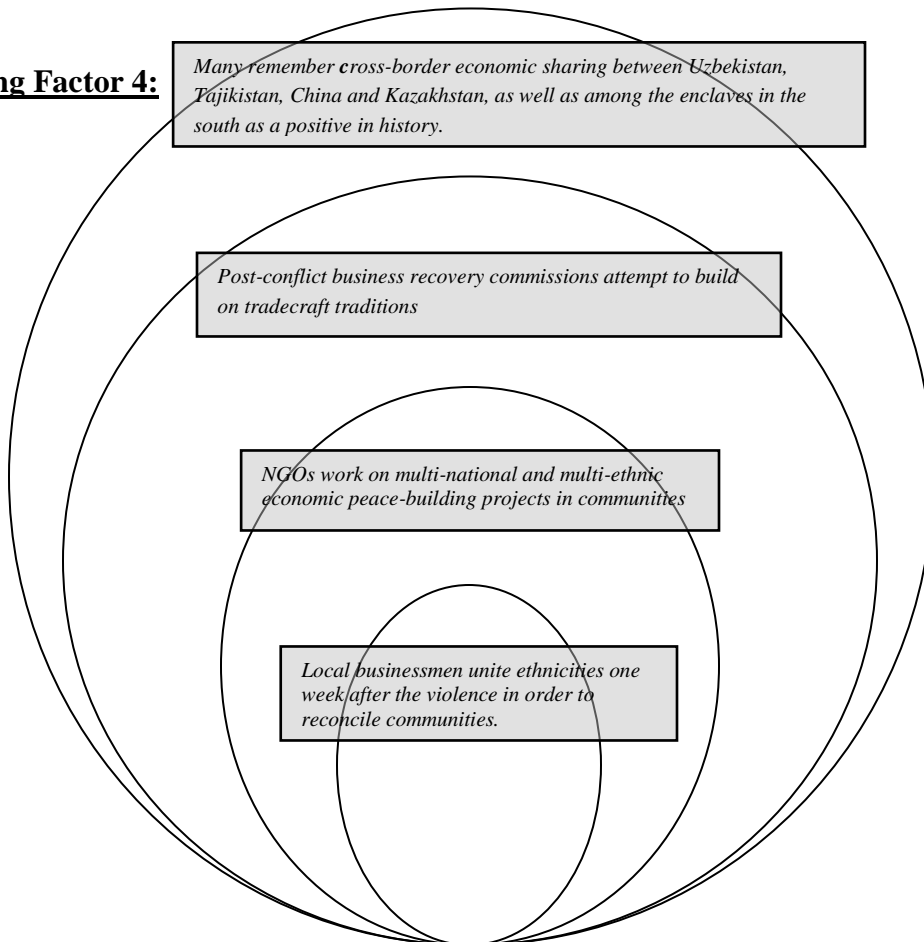 ng Factor 4:
Many remember cross-border economic sharing between Uzbekistan,
Tajikistan, China and Kazakhstan, as well as among the enclaves in the
south as a positive in history.
Post-conflict business recovery commissions attempt to build
on tradecraft traditions
NGOs work on multi-national and multi-ethnic
economic peace-building projects in communities
Local businessmen unite ethnicities one
week after the violence in order to
reconcile communities.